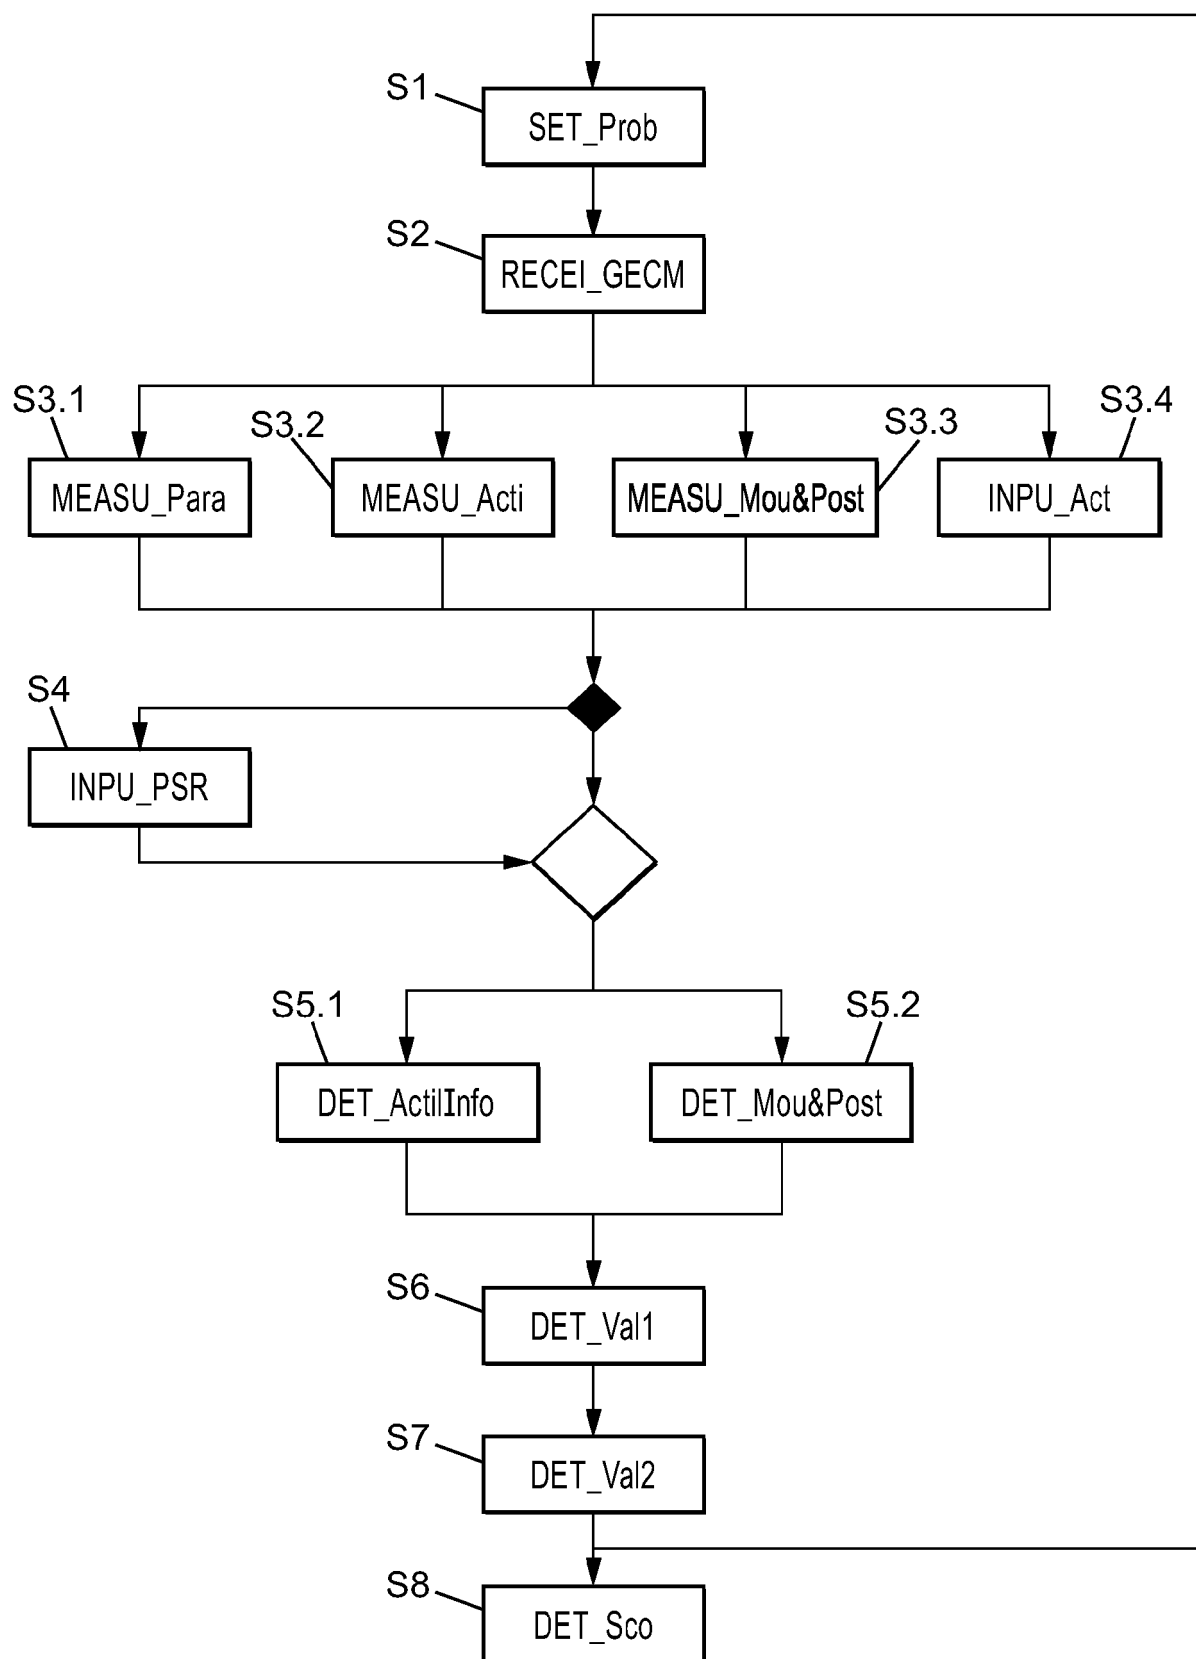 S1
SET_Prob
S2
RECEI_GECM
S3.1
S3.2
S3.3
S3.4
MEASU_Para
MEASU_Acti
MEASU_Mou&Post
INPU_Act
S4
INPU_PSR
S5.1
S5.2
DET_ActilInfo
DET_Mou&Post
S6
DET_Val1
S7
DET_Val2
S8
DET_Sco